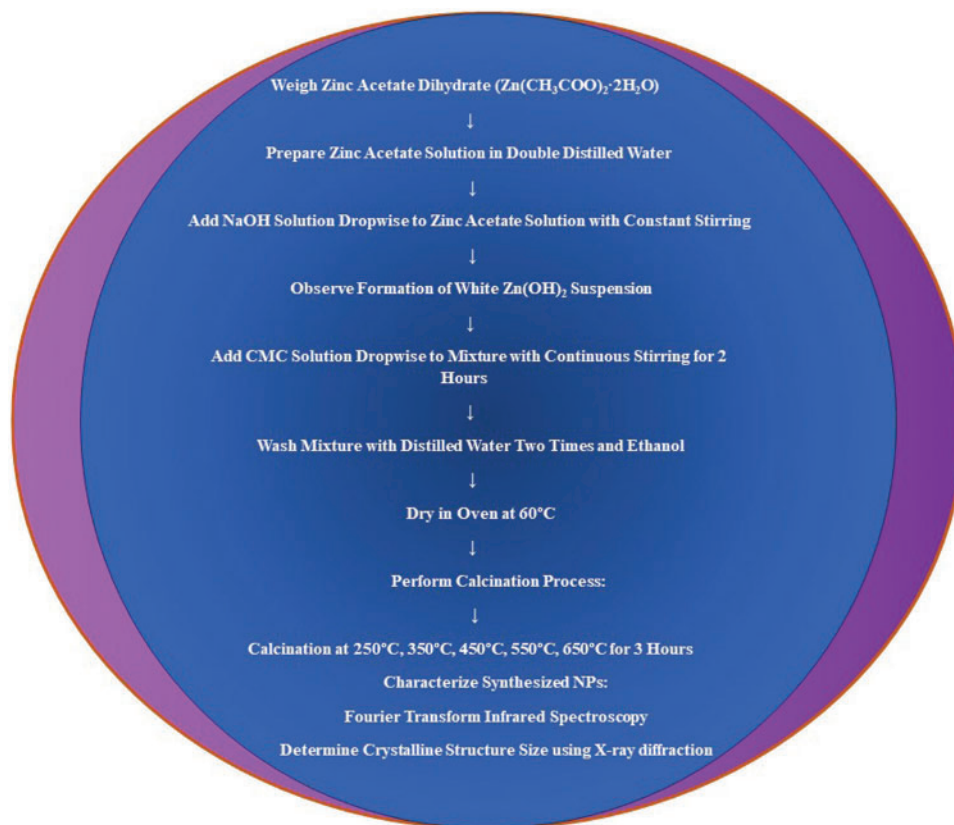 Weigh Zinc Acetate Dihydrate (Zn(CH₃COO)₂·2H₂O)
↓
Prepare Zinc Acetate Solution in Double Distilled Water
↓
Add NaOH Solution Dropwise to Zinc Acetate Solution with Constant Stirring
↓
Observe Formation of White Zn(OH)₂ Suspension
↓
Add CMC Solution Dropwise to Mixture with Continuous Stirring for 2
Hours
↓
Wash Mixture with Distilled Water Two Times and Ethanol
↓
Dry in Oven at 60°C
↓
Perform Calcination Process:
↓
Calcination at 250°C, 350°C, 450°C, 550°C, 650°C for 3 Hours
Characterize Synthesized NPs:
Fourier Transform Infrared Spectroscopy
Determine Crystalline Structure Size using X-ray diffraction